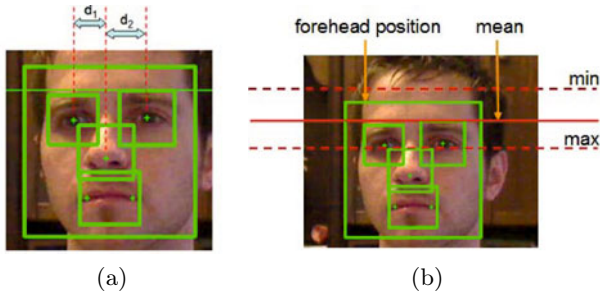 d₁ d₂
forehead position mean
min
max
(a) (b)